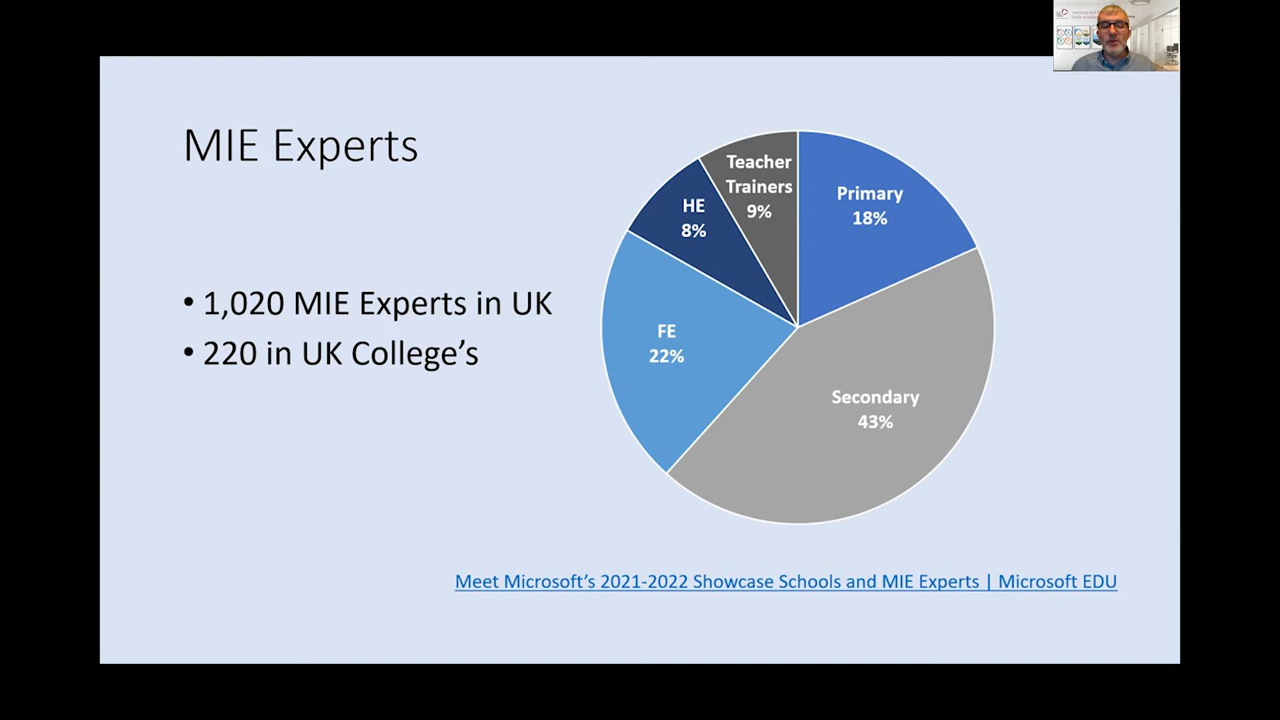 MIE Experts
• 1,020 MIE Experts in UK
• 220 in UK College’s
Teacher
Trainers
9%
Primary
18%
HE
8%
FE
22%
Secondary
43%
Meet Microsoft’s 2021-2022 Showcase Schools and MIE Experts | Microsoft EDU